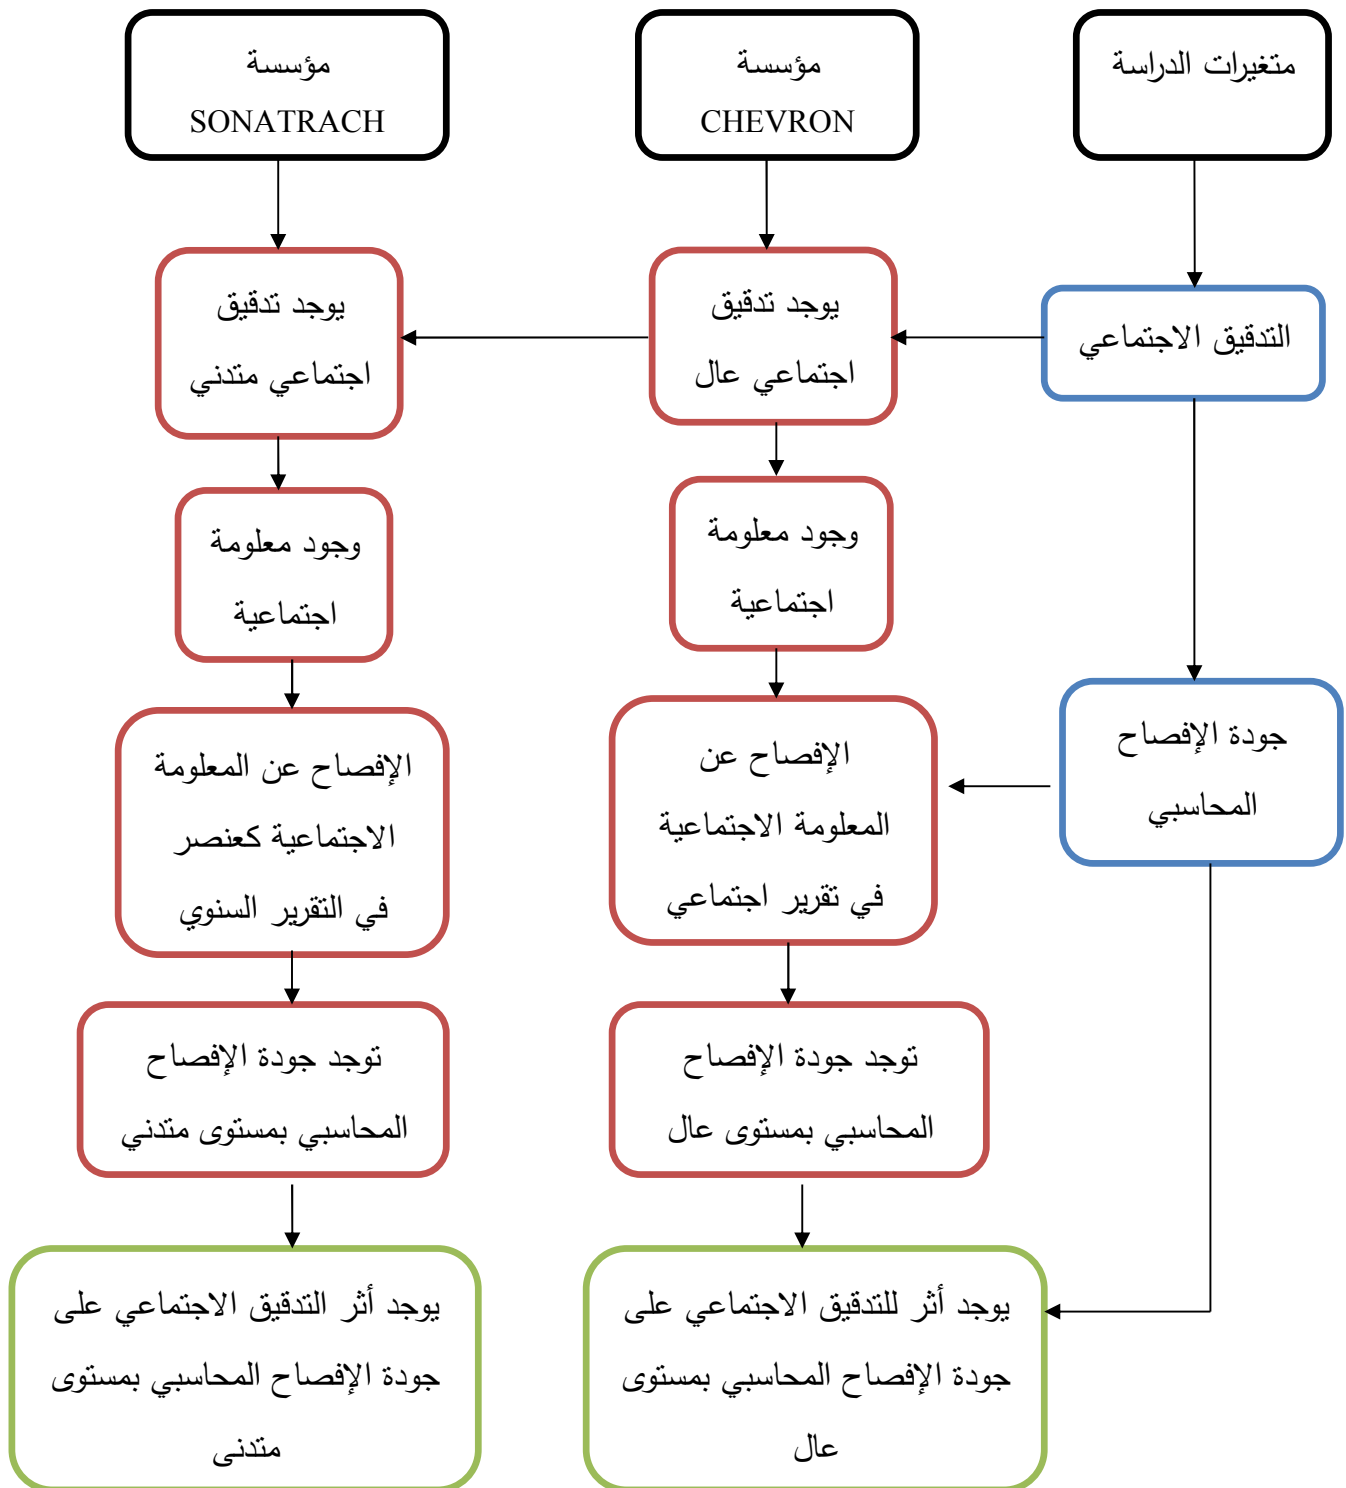 متغيرات الدراسة
مؤسسة
CHEVRON
مؤسسة
SONATRACH
التدقيق الاجتماعي
يوجد تدقيق
اجتماعي عال
يوجد تدقيق
اجتماعي متدني
وجود معلومة
اجتماعية
وجود معلومة
اجتماعية
جودة الإفصاح
المحاسبي
الإفصاح عن
المعلومة الاجتماعية
في تقرير اجتماعي
الإفصاح عن المعلومة
الاجتماعية كعنصر
في التقرير السنوي
توجد جودة الإفصاح
المحاسبي بمستوى عال
توجد جودة الإفصاح
المحاسبي بمستوى متدني
يوجد أثر للتدقيق الاجتماعي على
جودة الإفصاح المحاسبي بمستوى
عال
يوجد أثر التدقيق الاجتماعي على
جودة الإفصاح المحاسبي بمستوى
متدنى